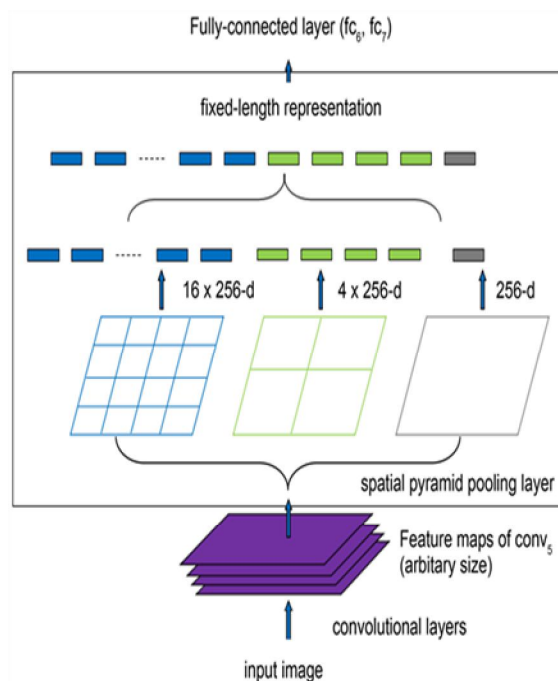 Fully-connected layer (fc₆, fc₇)
fixed-length representation
16 x 256-d
4 x 256-d
256-d
spatial pyramid pooling layer
Feature maps of conv₅
(arbitary size)
convolutional layers
input image